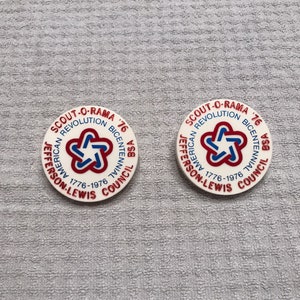 SCOUT-O-RAMA '76
AMERICAN REVOLUTION BICENTENNIAL
1776-1976
JEFFERSON-LEWIS COUNCIL BSA
SCOUT-O-RAMA '76
AMERICAN REVOLUTION BICENTENNIAL
1776-1976
JEFFERSON-LEWIS COUNCIL BSA